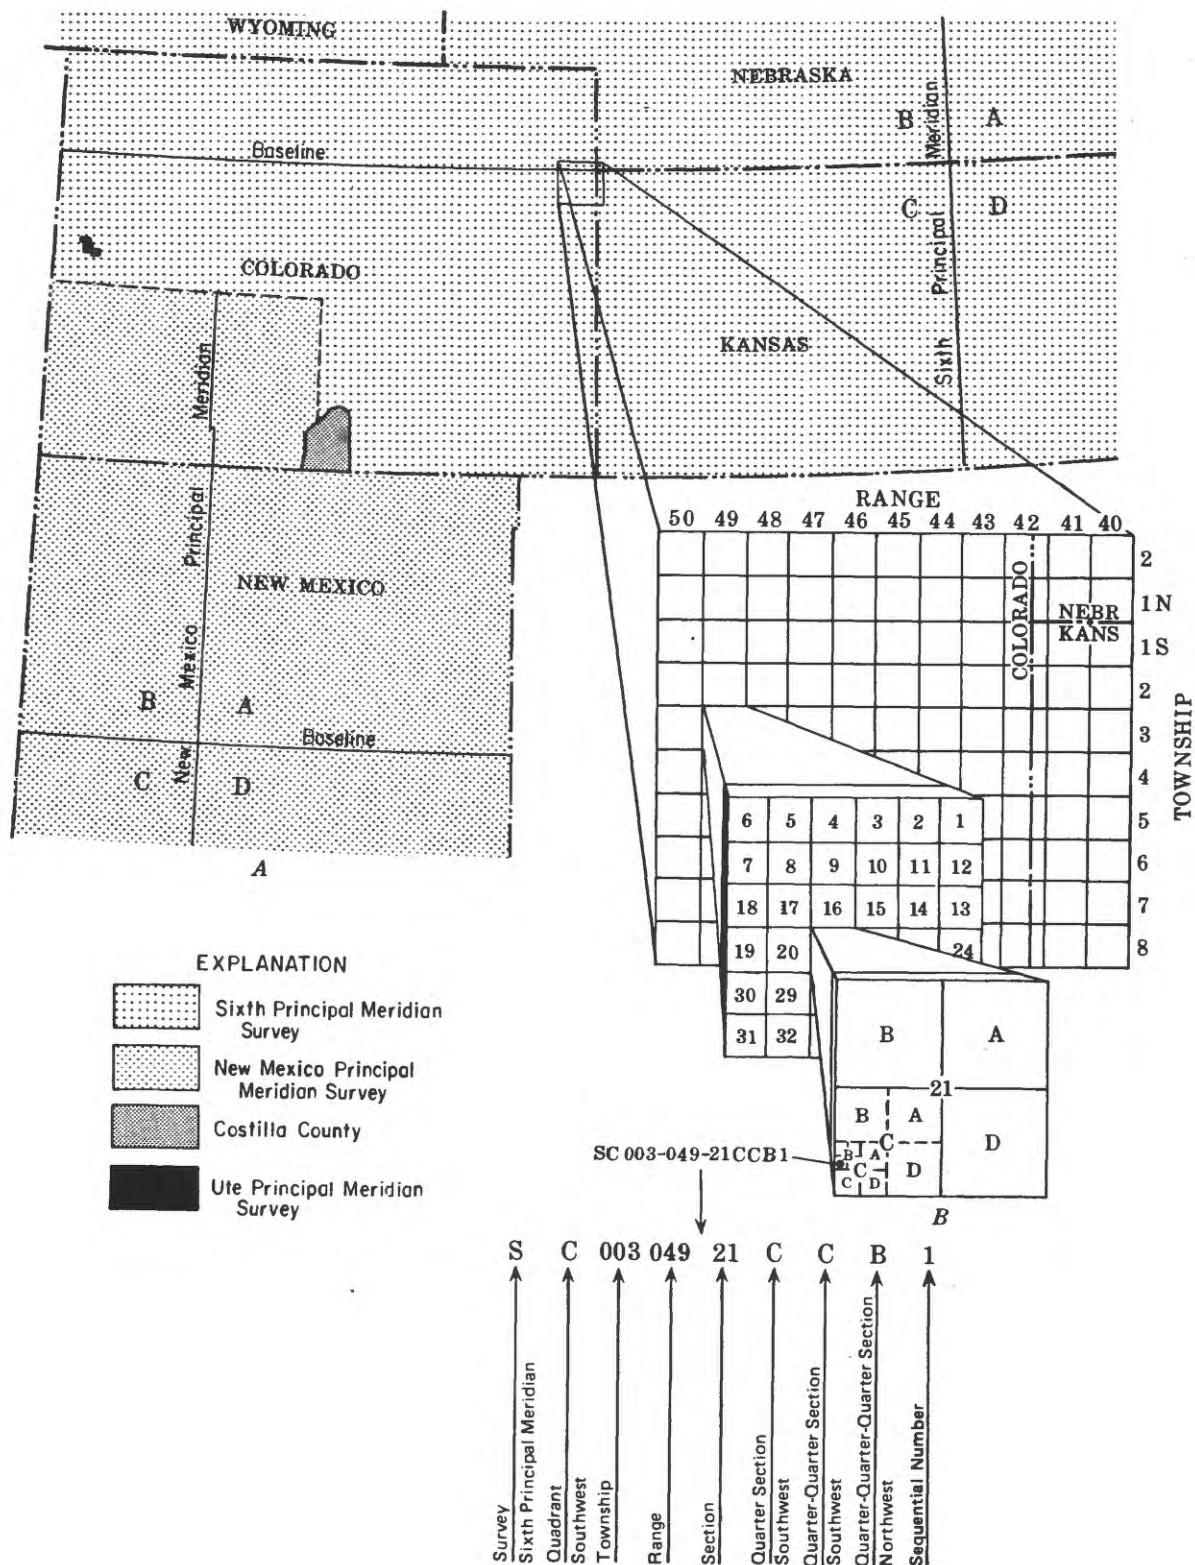 WYOMING
NEBRASKA
B A
Meridian
Baseline
C D
COLORADO
Principal
KANSAS
Sixth
Meridian
Principal
NEW MEXICO
Mexico
B A
Baseline
C D
New
A
RANGE
50 49 48 47 46 45 44 43 42 41 40
2
1 N
1 S
2
3
4
5
6
7
8
TOWNSHIP
COLORADO
NEBR
KANS
6 5 4 3 2 1
7 8 9 10 11 12
18 17 16 15 14 13
19 20 24
30 29
31 32
B A
21
B A
C D
B A
C D
C
D
B
SC 003-049-21CCB1
EXPLANATION
Sixth Principal Meridian
Survey
New Mexico Principal
Meridian Survey
Costilla County
Ute Principal Meridian
Survey
S C 003 049 21 C C B 1
Survey
Sixth Principal Meridian
Quadrant
Southwest
Township
Range
Section
Quarter Section
Southwest
Quarter-Quarter Section
Southwest
Quarter-Quarter-Quarter Section
Northwest
Sequential Number